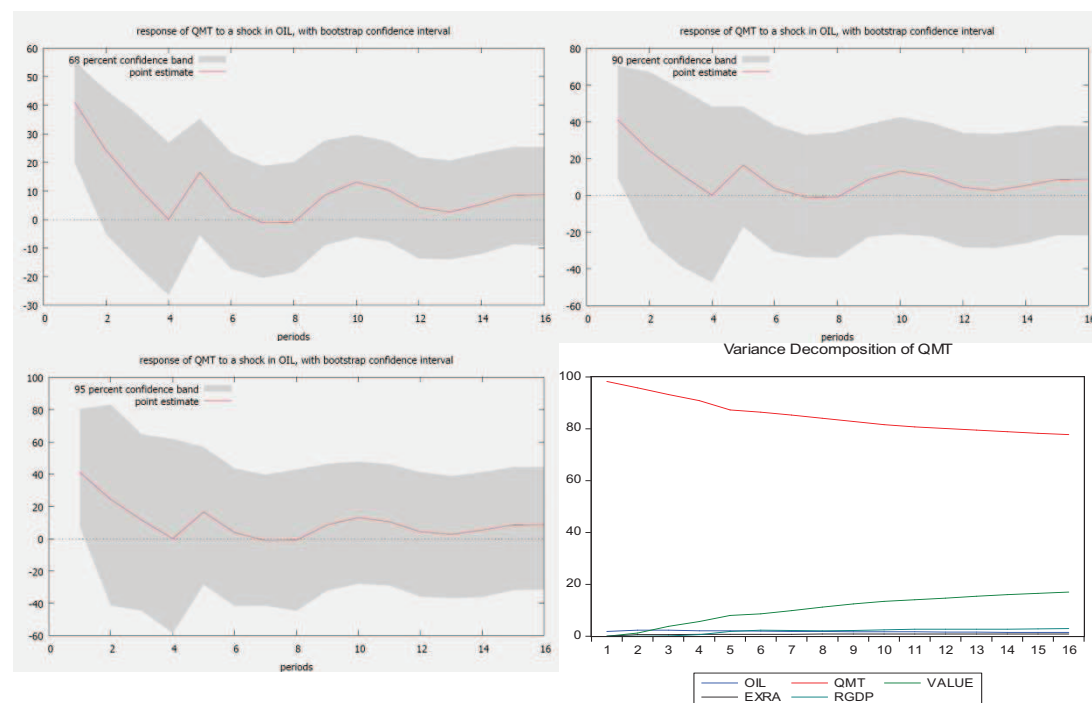 response of QMT to a shock in OIL, with bootstrap confidence interval
60
50
40
30
20
10
0
-10
-20
-30
68 percent confidence band
point estimate
0 2 4 6 8 10 12 14 16
periods
response of QMT to a shock in OIL, with bootstrap confidence interval
80
60
40
20
0
-20
-40
-60
90 percent confidence band
point estimate
0 2 4 6 8 10 12 14 16
periods
response of QMT to a shock in OIL, with bootstrap confidence interval
100
80
60
40
20
0
-20
-40
-60
95 percent confidence band
point estimate
0 2 4 6 8 10 12 14 16
periods
Variance Decomposition of QMT
100
80
60
40
20
0
1 2 3 4 5 6 7 8 9 10 11 12 13 14 15 16
OIL QMT VALUE
EXRA RGDP